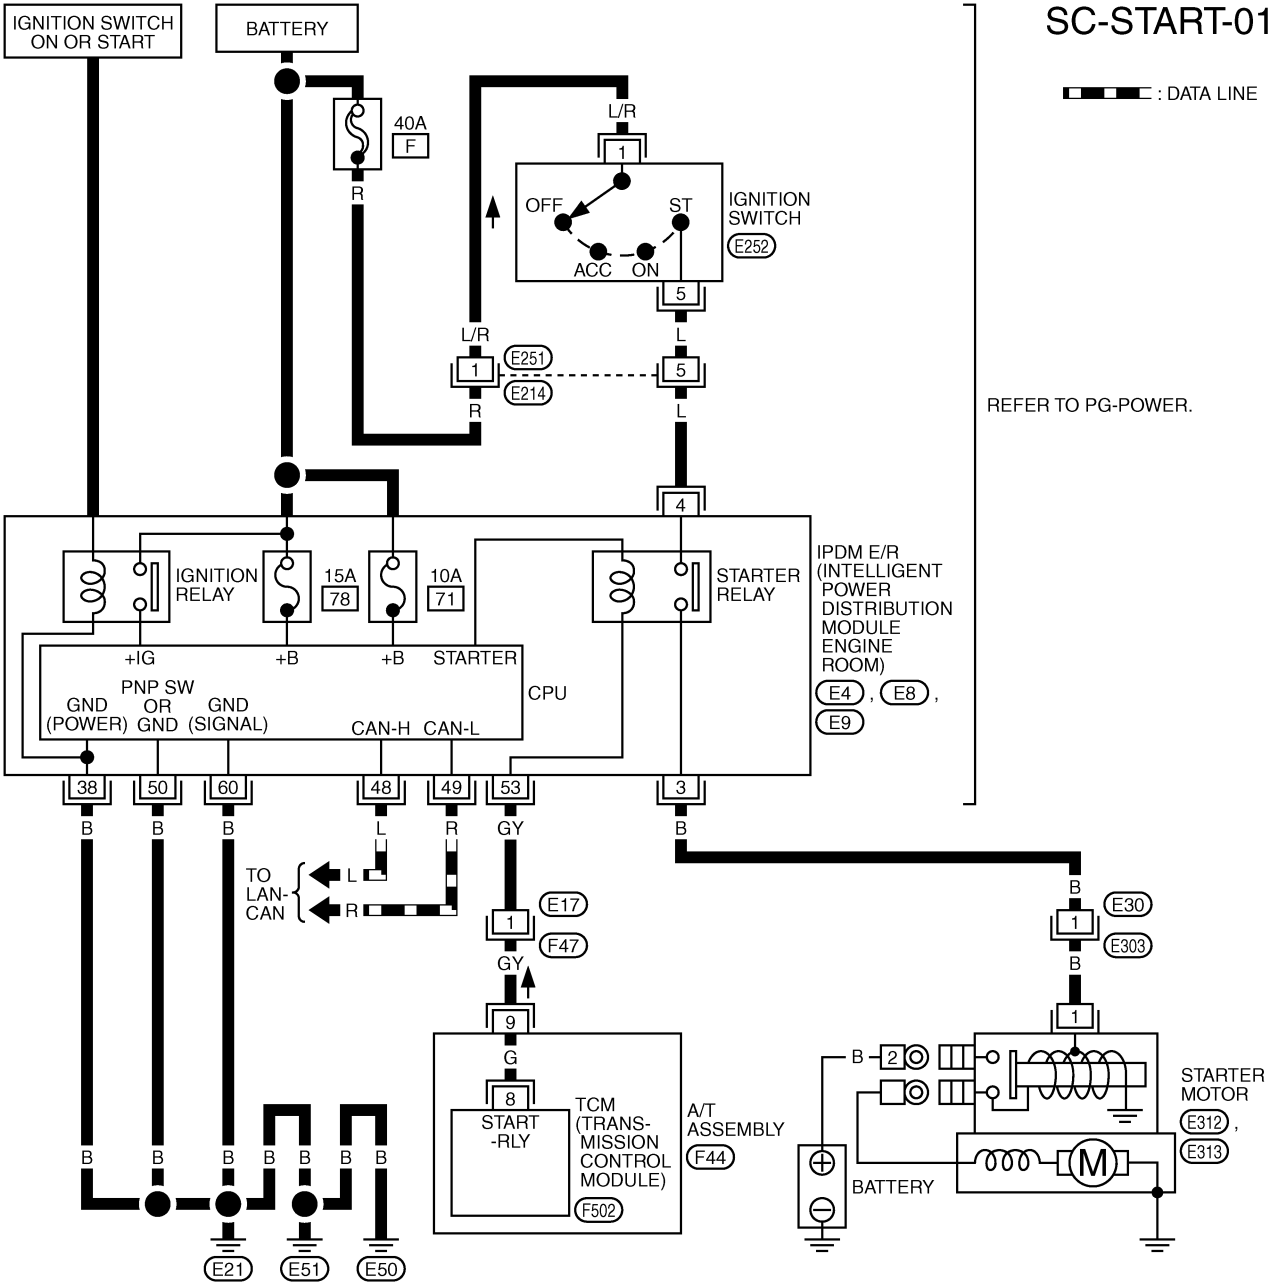 IGNITION SWITCH
ON OR START
BATTERY
SC-START-01
: DATA LINE
40A
F
R
L/R
1
OFF
ST
ACC
ON
IGNITION
SWITCH
E252
5
L/R
L
1
E251
E214
5
R
L
REFER TO PG-POWER.
4
IGNITION
RELAY
15A
78
10A
71
STARTER
RELAY
IPDM E/R
(INTELLIGENT
POWER
DISTRIBUTION
MODULE
ENGINE
ROOM)
E4 , E8 ,
E9
+IG
+B
+B
STARTER
CPU
GND
(POWER)
PNP SW
OR
GND
GND
(SIGNAL)
CAN-H
CAN-L
38
50
60
48
49
53
3
B
B
B
L
R
GY
B
TO
LAN-
CAN
L
R
1
E17
F47
GY
9
G
8
START
-RLY
TCM
(TRANS-
MISSION
CONTROL
MODULE)
F502
A/T
ASSEMBLY
F44
B
1
E30
E303
B
1
B
2
STARTER
MOTOR
E312 ,
E313
M
BATTERY
B
B
B
B
B
B
B
E21
E51
E50